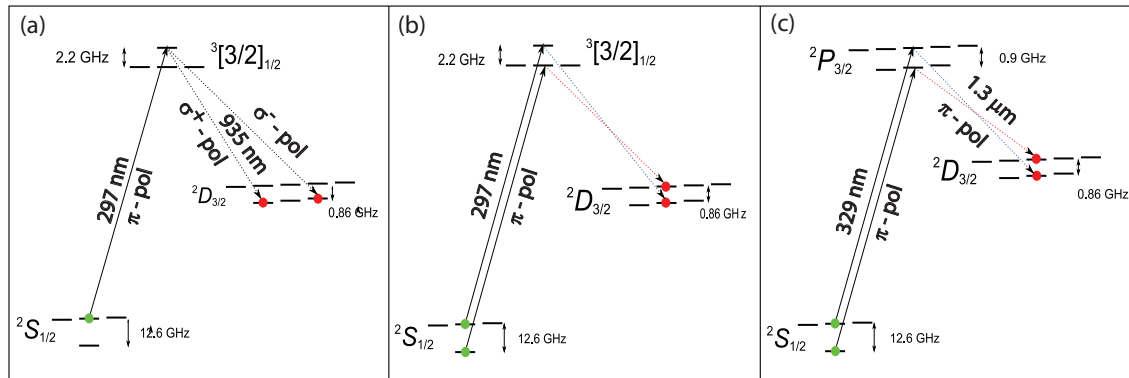 (a)
2.2 GHz
³[3/2]₁/₂
σ⁺- pol
935 nm
σ⁻- pol
297 nm
π - pol
²D₃/₂
0.86 GHz
²S₁/₂
12.6 GHz
(b)
2.2 GHz
³[3/2]₁/₂
297 nm
π - pol
²D₃/₂
0.86 GHz
²S₁/₂
12.6 GHz
(c)
²P₃/₂
0.9 GHz
1.3 μm
π - pol
329 nm
π - pol
²D₃/₂
0.86 GHz
²S₁/₂
12.6 GHz